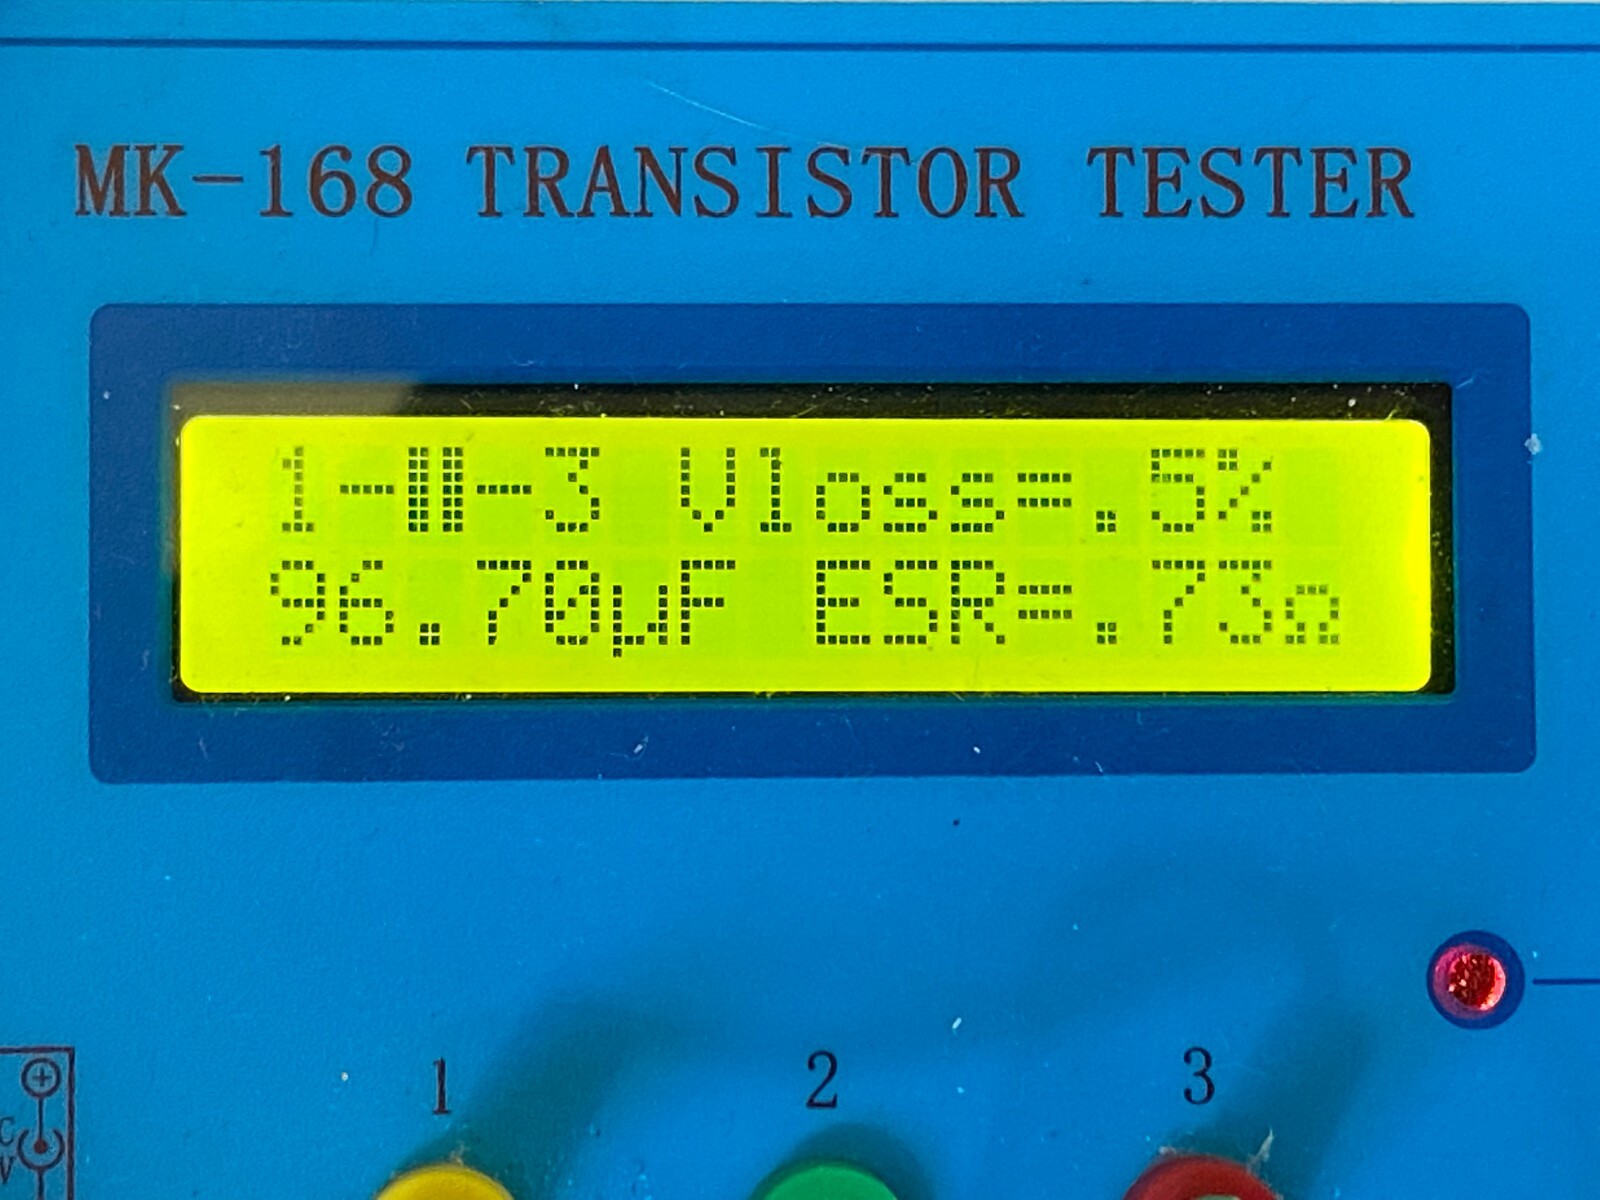 MK-168 TRANSISTOR TESTER
1-||-3 Vloss=.5%
96.70µF ESR=.73Ω
1 2 3
C
V